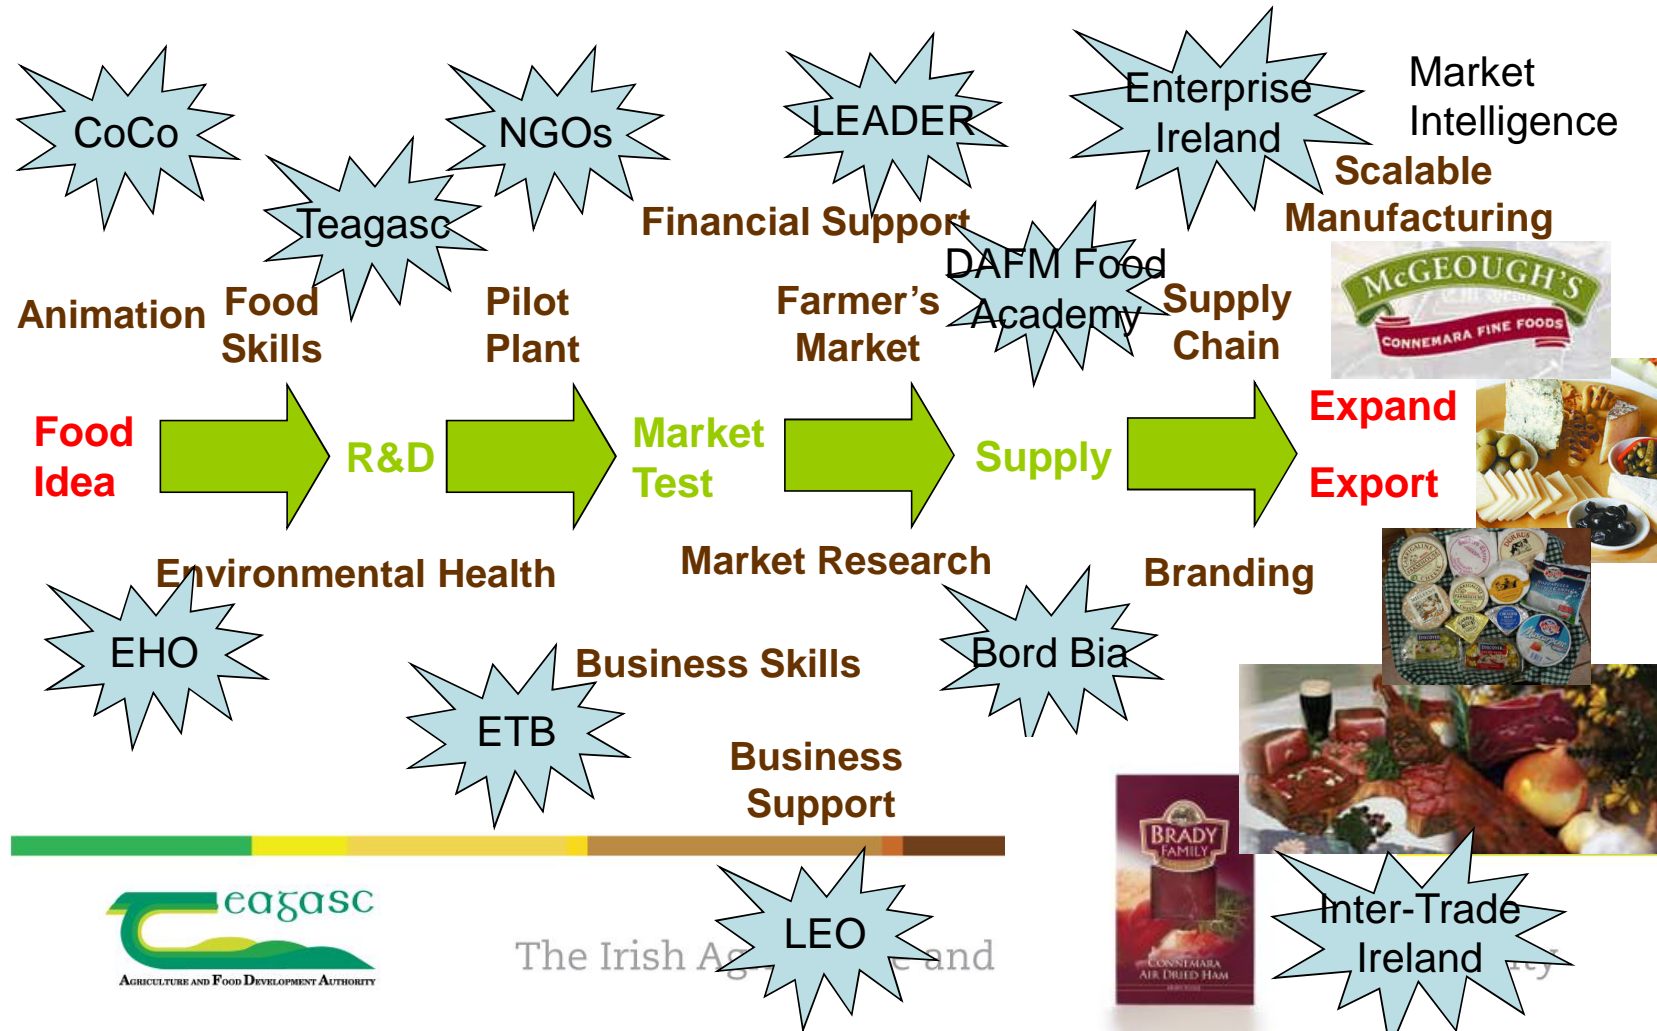 CoCo
NGOs
LEADER
Enterprise
Ireland
Market
Intelligence
Teagasc
Financial Support
Scalable
Manufacturing
DAFM Food
Academy
Animation
Food
Skills
Pilot
Plant
Farmer's
Market
Supply
Chain
McGEOUGH'S
CONNEMARA FINE FOODS
Food
Idea
R&D
Market
Test
Supply
Expand
Export
Environmental Health
Market Research
Branding
EHO
Business Skills
Bord Bia
ETB
Business
Support
BRADY
FAMILY
CONNEMARA
AIR DRIED HAM
eagasc
AGRICULTURE AND FOOD DEVELOPMENT AUTHORITY
The Irish Ag
and
LEO
Inter-Trade
Ireland